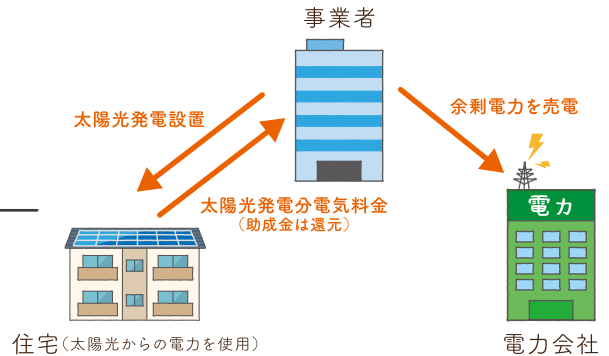 事業者
太陽光発電設置
余剰電力を売電
太陽光発電分電気料金
（助成金は還元）
電力
住宅（太陽光からの電力を使用）
電力会社